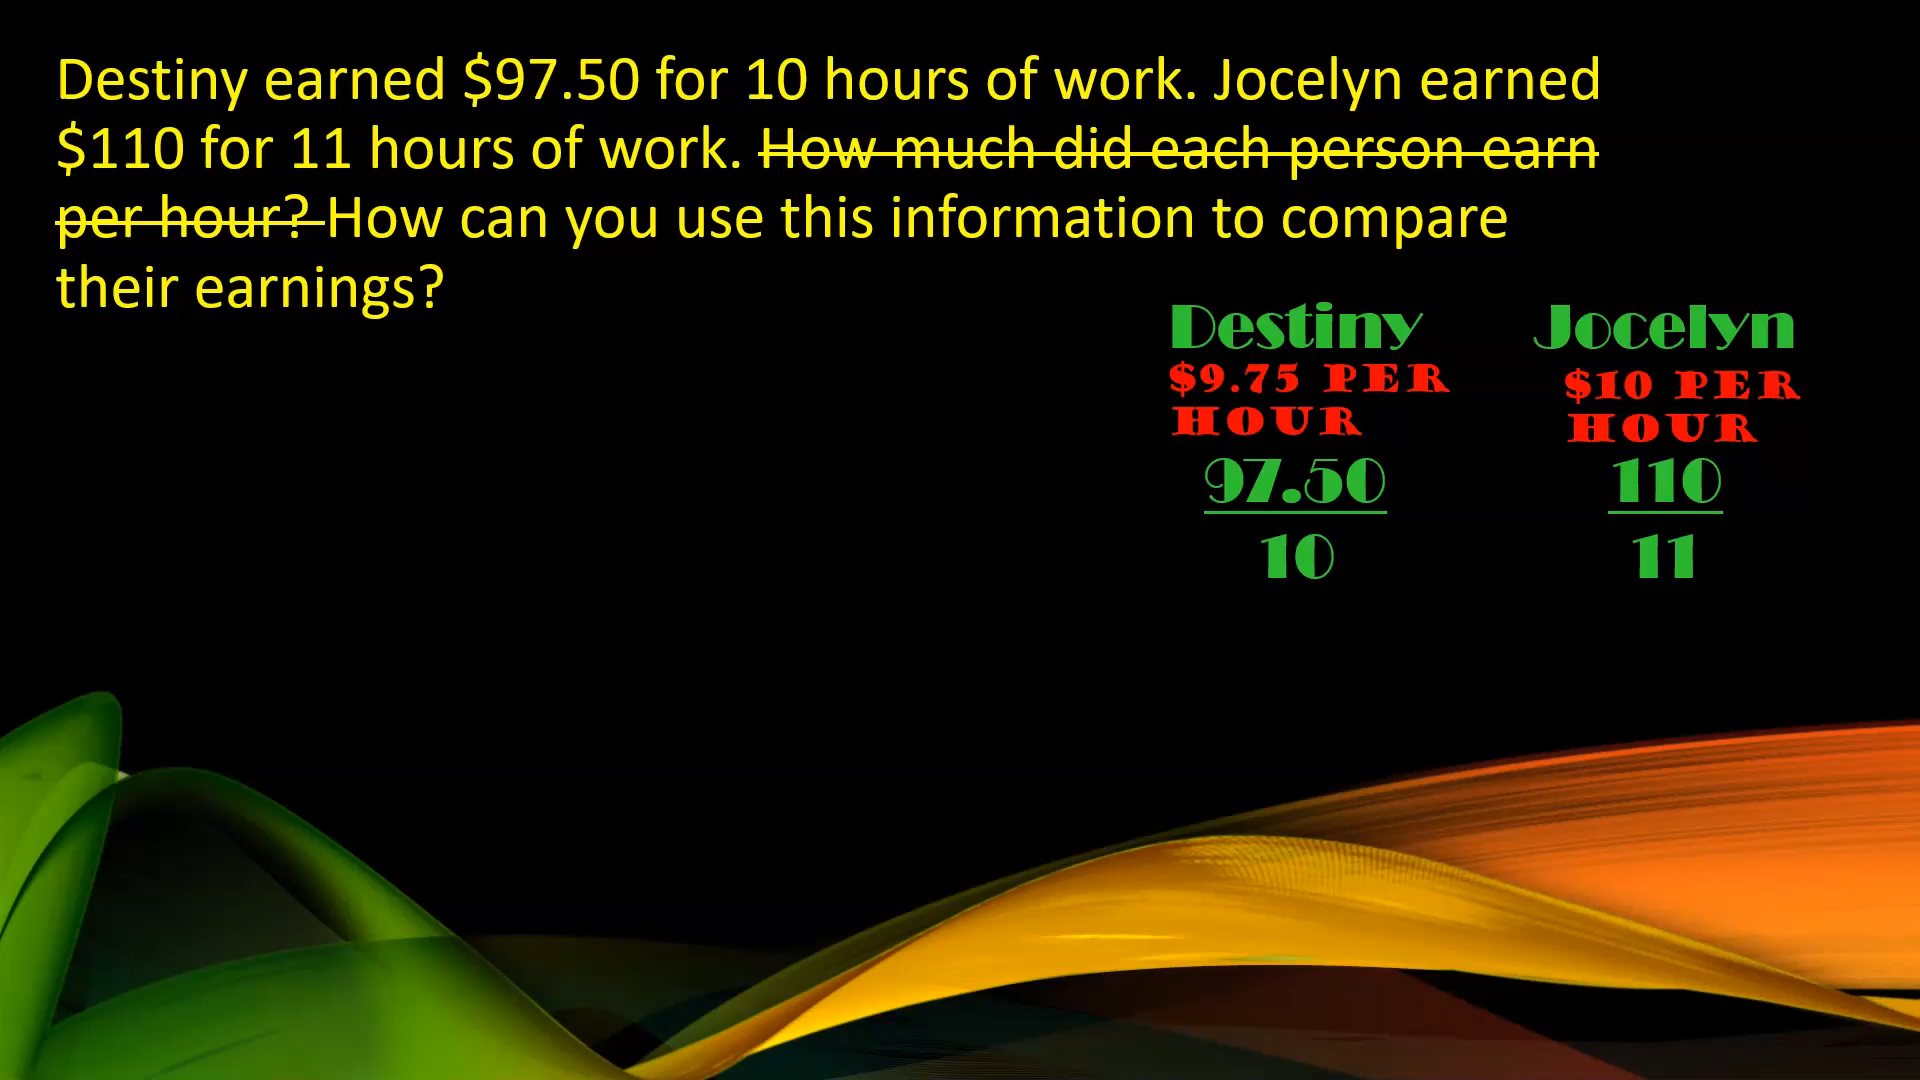 Destiny earned $97.50 for 10 hours of work. Jocelyn earned
$110 for 11 hours of work. How much did each person earn
per hour? How can you use this information to compare
their earnings?
Destiny Jocelyn
$9.75 PER $10 PER
HOUR HOUR
97.50 110
10 11